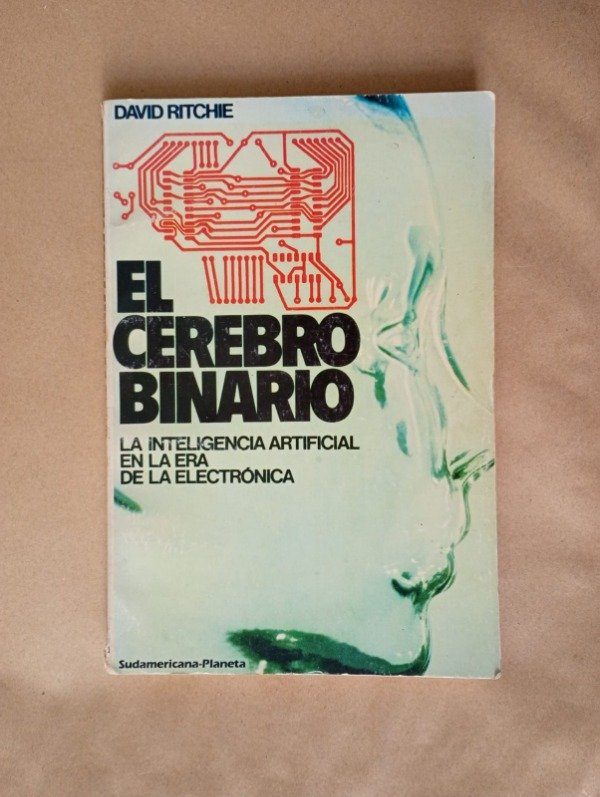 DAVID RITCHIE
EL
CEREBRO
BINARIO
LA INTELIGENCIA ARTIFICIAL
EN LA ERA
DE LA ELECTRÓNICA
Sudamericana-Planeta